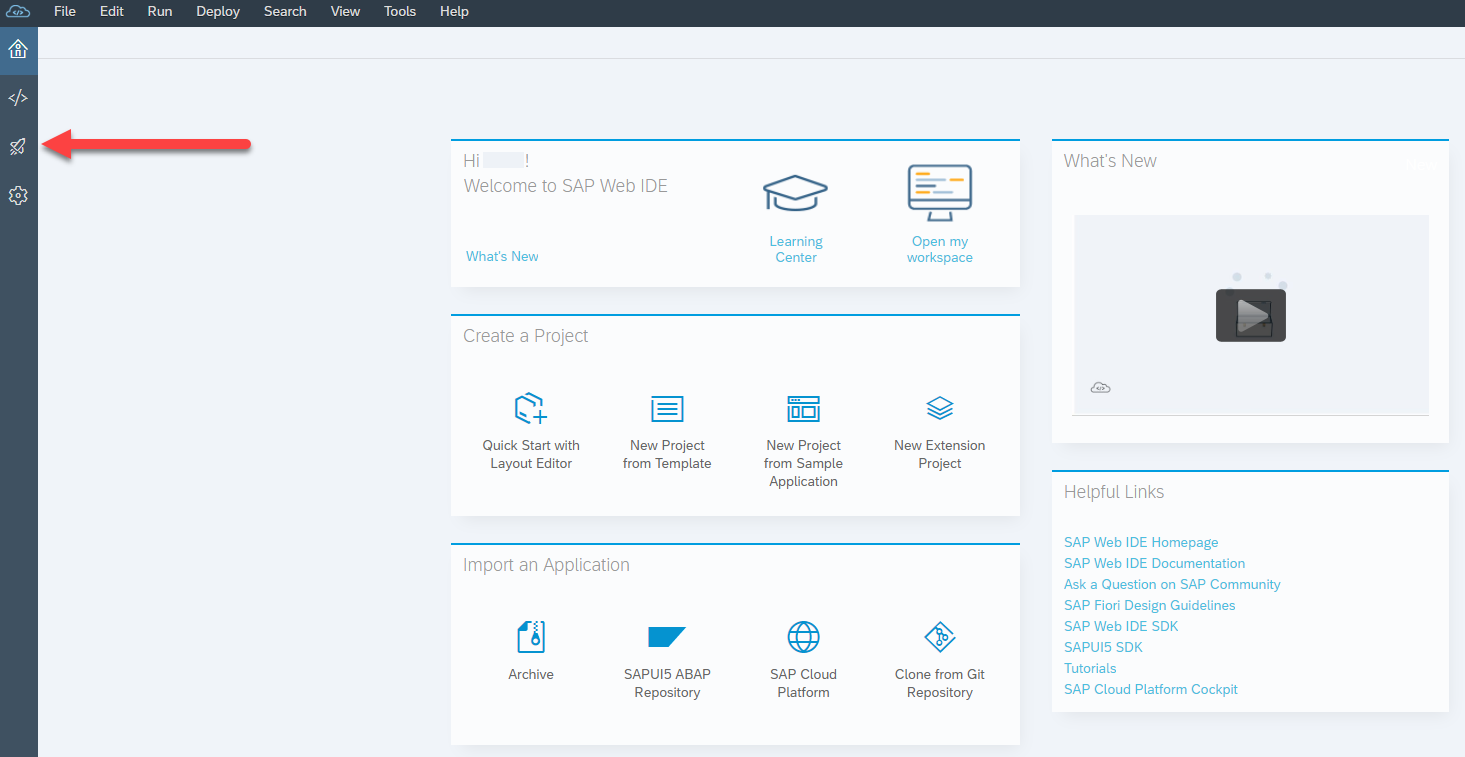 File Edit Run Deploy Search View Tools Help
Hi !
Welcome to SAP Web IDE
What's New
Learning
Center
Open my
workspace
What's New
Create a Project
Quick Start with
Layout Editor
New Project
from Template
New Project
from Sample
Application
New Extension
Project
Import an Application
Archive
SAPUI5 ABAP
Repository
SAP Cloud
Platform
Clone from Git
Repository
Helpful Links
SAP Web IDE Homepage
SAP Web IDE Documentation
Ask a Question on SAP Community
SAP Fiori Design Guidelines
SAP Web IDE SDK
SAPUI5 SDK
Tutorials
SAP Cloud Platform Cockpit